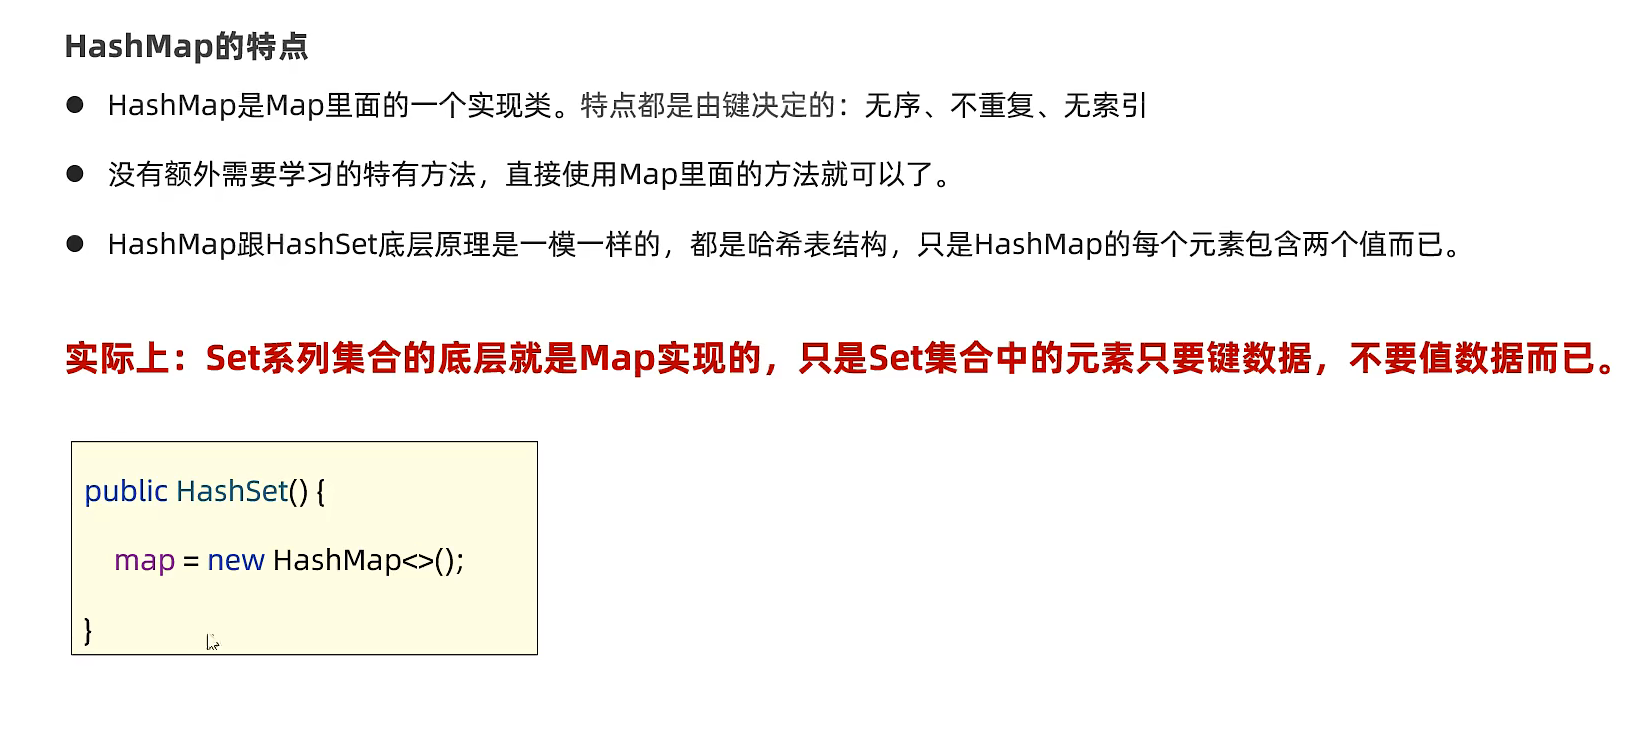 HashMap的特点
● HashMap是Map里面的一个实现类。特点都是由键决定的：无序、不重复、无索引
● 没有额外需要学习的特有方法，直接使用Map里面的方法就可以了。
● HashMap跟HashSet底层原理是一模一样的，都是哈希表结构，只是HashMap的每个元素包含两个值而已。
实际上：Set系列集合的底层就是Map实现的，只是Set集合中的元素只要键数据，不要值数据而已。
public HashSet() {
map = new HashMap<>();
}